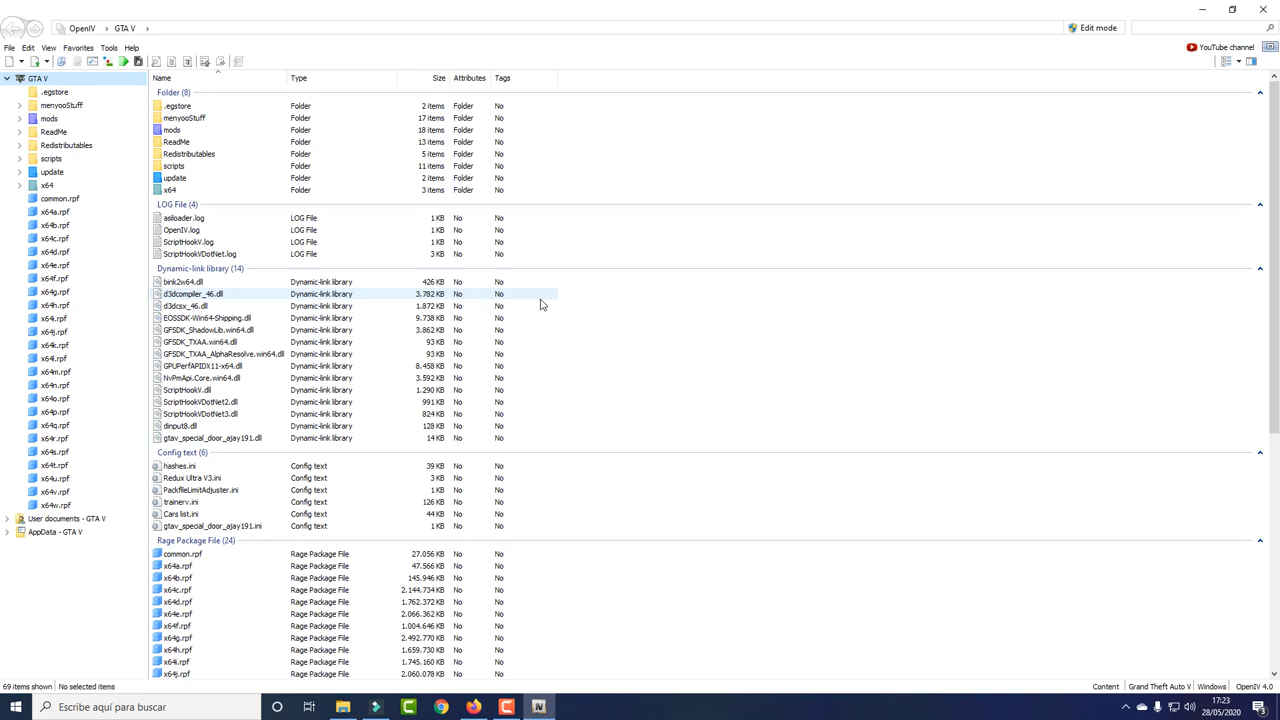 OpenIV › GTA V ›
Edit mode
File Edit View Favorites Tools Help
YouTube channel
GTA V
.egstore
menyooStuff
mods
ReadMe
Redistributables
scripts
update
x64
common.rpf
x64a.rpf
x64b.rpf
x64c.rpf
x64d.rpf
x64e.rpf
x64f.rpf
x64g.rpf
x64h.rpf
x64i.rpf
x64j.rpf
x64k.rpf
x64l.rpf
x64m.rpf
x64n.rpf
x64o.rpf
x64p.rpf
x64q.rpf
x64r.rpf
x64s.rpf
x64t.rpf
x64u.rpf
x64v.rpf
x64w.rpf
User documents - GTA V
AppData - GTA V
Name Type Size Attributes Tags
Folder (8)
.egstore Folder 2 items Folder No
menyooStuff Folder 17 items Folder No
mods Folder 18 items Folder No
ReadMe Folder 13 items Folder No
Redistributables Folder 5 items Folder No
scripts Folder 11 items Folder No
update Folder 2 items Folder No
x64 Folder 3 items Folder No
LOG File (4)
asiloader.log LOG File 1 KB No No
OpenIV.log LOG File 1 KB No No
ScriptHookV.log LOG File 1 KB No No
ScriptHookVDotNet.log LOG File 3 KB No No
Dynamic-link library (14)
bink2w64.dll Dynamic-link library 426 KB No No
d3dcompiler_46.dll Dynamic-link library 3.782 KB No No
d3dcsx_46.dll Dynamic-link library 1.872 KB No No
EOSSDK-Win64-Shipping.dll Dynamic-link library 9.738 KB No No
GFSDK_ShadowLib.win64.dll Dynamic-link library 3.862 KB No No
GFSDK_TXAA.win64.dll Dynamic-link library 93 KB No No
GFSDK_TXAA_AlphaResolve.win64.dll Dynamic-link library 93 KB No No
GPUPerfAPIDX11-x64.dll Dynamic-link library 8.458 KB No No
NvPmApi.Core.win64.dll Dynamic-link library 3.592 KB No No
ScriptHookV.dll Dynamic-link library 1.290 KB No No
ScriptHookVDotNet2.dll Dynamic-link library 991 KB No No
ScriptHookVDotNet3.dll Dynamic-link library 824 KB No No
dinput8.dll Dynamic-link library 128 KB No No
gtav_special_door_ajay191.dll Dynamic-link library 14 KB No No
Config text (6)
hashes.ini Config text 39 KB No No
Redux Ultra V3.ini Config text 3 KB No No
PackfileLimitAdjuster.ini Config text 1 KB No No
trainerv.ini Config text 126 KB No No
Cars list.ini Config text 44 KB No No
gtav_special_door_ajay191.ini Config text 1 KB No No
Rage Package File (24)
common.rpf Rage Package File 27.056 KB No No
x64a.rpf Rage Package File 47.566 KB No No
x64b.rpf Rage Package File 145.946 KB No No
x64c.rpf Rage Package File 2.144.734 KB No No
x64d.rpf Rage Package File 1.762.372 KB No No
x64e.rpf Rage Package File 2.066.362 KB No No
x64f.rpf Rage Package File 1.004.646 KB No No
x64g.rpf Rage Package File 2.492.770 KB No No
x64h.rpf Rage Package File 1.659.730 KB No No
x64i.rpf Rage Package File 1.745.160 KB No No
x64j.rpf Rage Package File 2.060.078 KB No No
69 items shown No selected items Content Grand Theft Auto V Windows OpenIV 4.0
Escribe aquí para buscar
17:23
28/05/2020
3